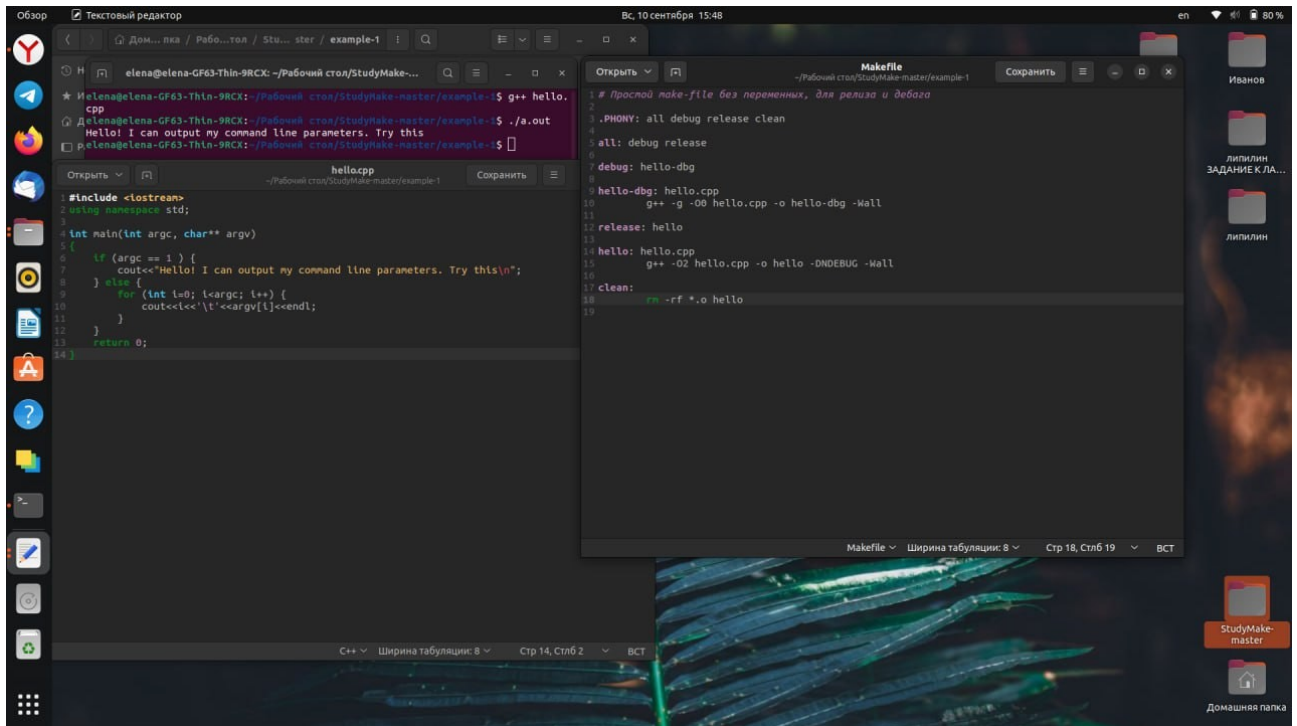 Обзор
Текстовый редактор
Вс, 10 сентября 15:48
en
80 %
Дом... пка / Рабо...тол / Stu... ster / example-1
elena@elena-GF63-Thin-9RCX: ~/Рабочий стол/StudyMake-...
elena@elena-GF63-Thin-9RCX:~/Рабочий стол/StudyMake-master/example-1$ g++ hello.
cpp
elena@elena-GF63-Thin-9RCX:~/Рабочий стол/StudyMake-master/example-1$ ./a.out
Hello! I can output my command line parameters. Try this
elena@elena-GF63-Thin-9RCX:~/Рабочий стол/StudyMake-master/example-1$
Открыть
hello.cpp
~/Рабочий стол/StudyMake-master/example-1
Сохранить
1 #include <iostream>
2 using namespace std;
3
4 int main(int argc, char** argv)
5 {
6     if (argc == 1 ) {
7         cout<<"Hello! I can output my command line parameters. Try this\n";
8     } else {
9         for (int i=0; i<argc; i++) {
10             cout<<i<<'\t'<<argv[i]<<endl;
11         }
12     }
13     return 0;
14 }
C++
Ширина табуляции: 8
Стр 14, Стлб 2
ВСТ
Открыть
Makefile
~/Рабочий стол/StudyMake-master/example-1
Сохранить
1 # Простой make-file без переменных, для релиза и дебага
2
3 .PHONY: all debug release clean
4
5 all: debug release
6
7 debug: hello-dbg
8
9 hello-dbg: hello.cpp
10         g++ -g -O0 hello.cpp -o hello-dbg -Wall
11
12 release: hello
13
14 hello: hello.cpp
15         g++ -O2 hello.cpp -o hello -DNDEBUG -Wall
16
17 clean:
18         rm -rf *.o hello
19
Makefile
Ширина табуляции: 8
Стр 18, Стлб 19
ВСТ
Иванов
липилин
ЗАДАНИЕ К ЛА...
липилин
StudyMake-
master
Домашняя папка